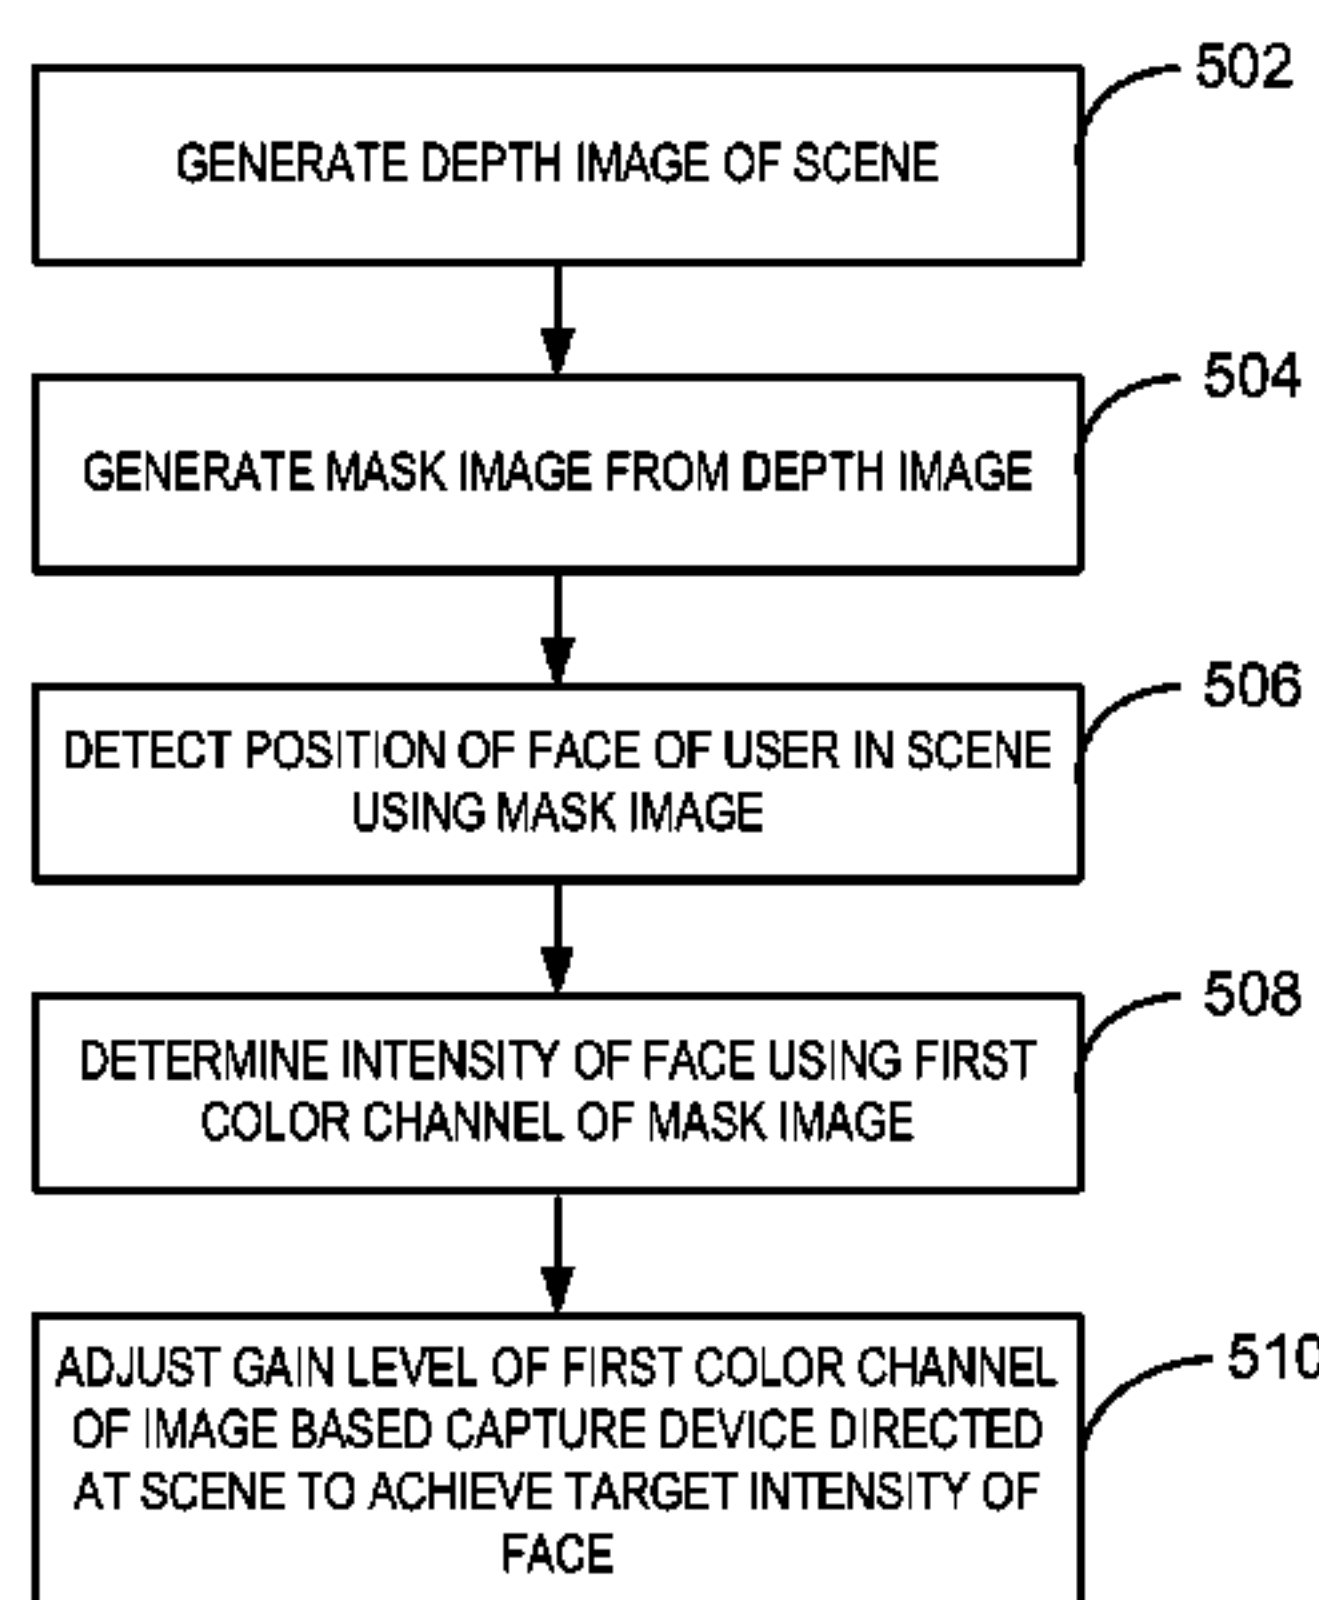 502
GENERATE DEPTH IMAGE OF SCENE
504
GENERATE MASK IMAGE FROM DEPTH IMAGE
506
DETECT POSITION OF FACE OF USER IN SCENE
USING MASK IMAGE
508
DETERMINE INTENSITY OF FACE USING FIRST
COLOR CHANNEL OF MASK IMAGE
510
ADJUST GAIN LEVEL OF FIRST COLOR CHANNEL
OF IMAGE BASED CAPTURE DEVICE DIRECTED
AT SCENE TO ACHIEVE TARGET INTENSITY OF
FACE